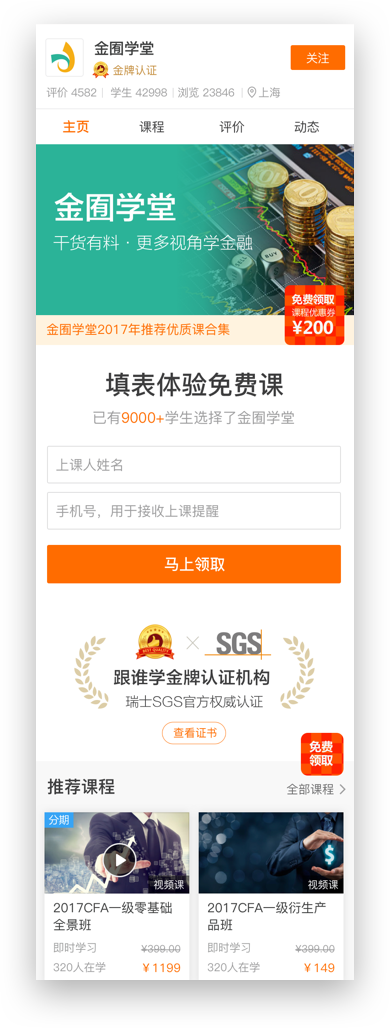 金囿学堂
金牌认证
关注
评价 4582 | 学生 42998 | 浏览 23846 | 上海
主页 课程 评价 动态
金囿学堂
干货有料 · 更多视角学金融
BUY
免费领取
课程优惠券
¥200
金囿学堂2017年推荐优质课合集
填表体验免费课
已有9000+学生选择了金囿学堂
上课人姓名
手机号，用于接收上课提醒
马上领取
BEST QUALITY
SGS
跟谁学金牌认证机构
瑞士SGS官方权威认证
查看证书
免费
领取
推荐课程
全部课程
分期
视频课
2017CFA一级零基础
全景班
即时学习 ¥399.00
320人在学 ¥1199
$
视频课
2017CFA一级衍生产
品班
即时学习 ¥399.00
320人在学 ¥149